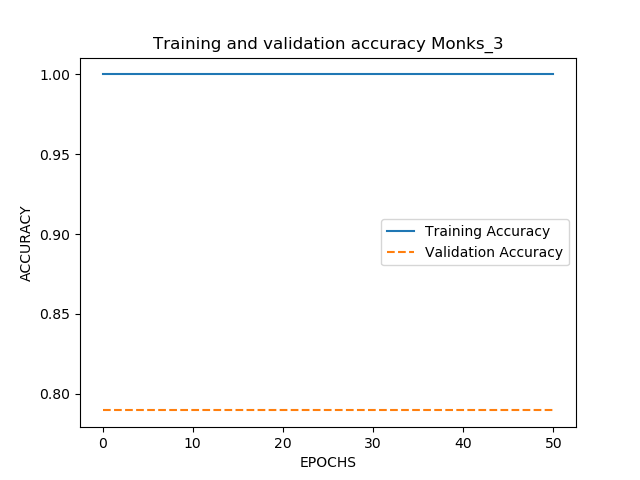 Training and validation accuracy Monks_3
1.00
0.95
0.90
0.85
0.80
ACCURACY
Training Accuracy
Validation Accuracy
0 10 20 30 40 50
EPOCHS